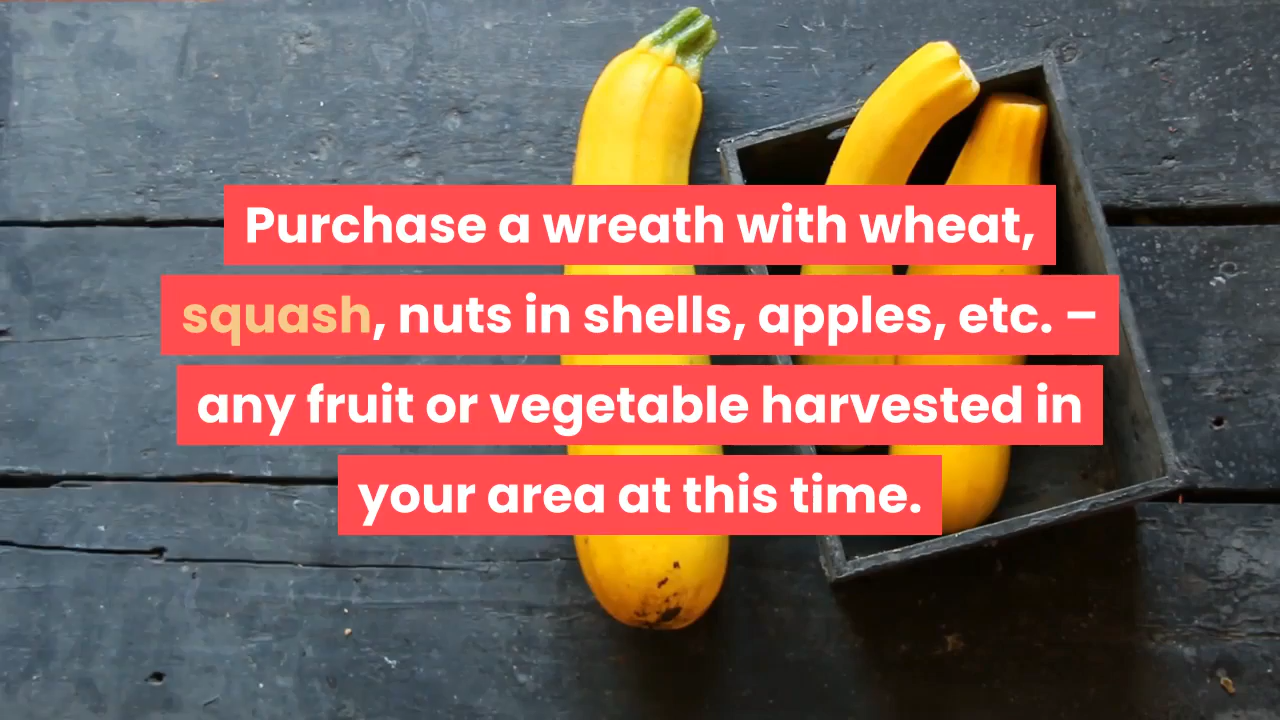 Purchase a wreath with wheat,
squash, nuts in shells, apples, etc. –
any fruit or vegetable harvested in
your area at this time.